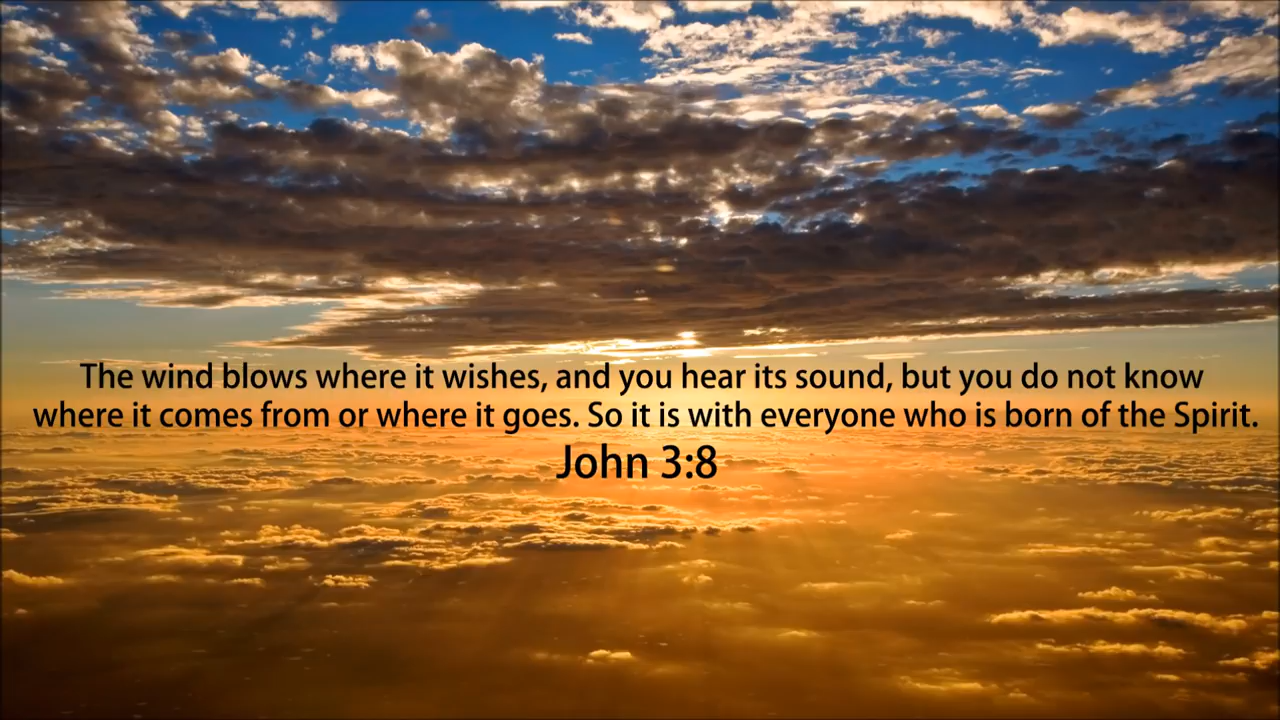 The wind blows where it wishes, and you hear its sound, but you do not know
where it comes from or where it goes. So it is with everyone who is born of the Spirit.
John 3:8